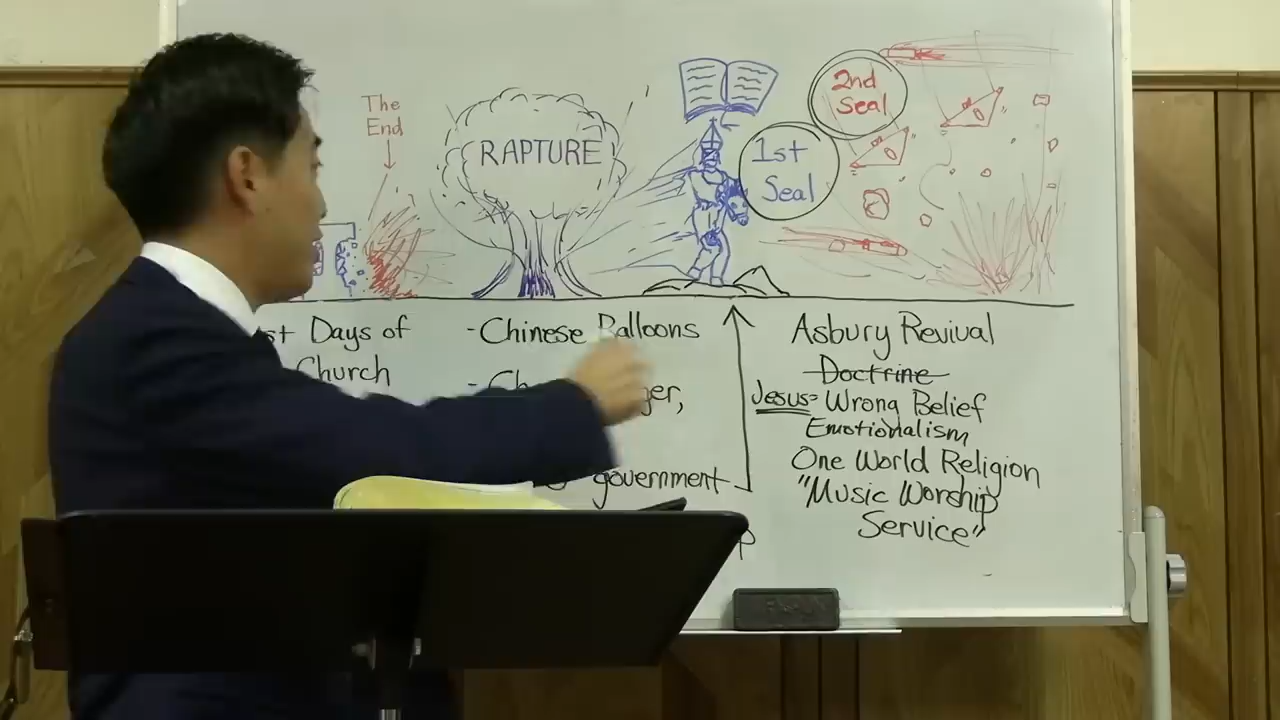 The
End
RAPTURE
1st
Seal
2nd
Seal
Days of
Church
- Chinese Balloons
government
Asbury Revival
Doctrine
Jesus = Wrong Belief
Emotionalism
One World Religion
"Music Worship
Service"